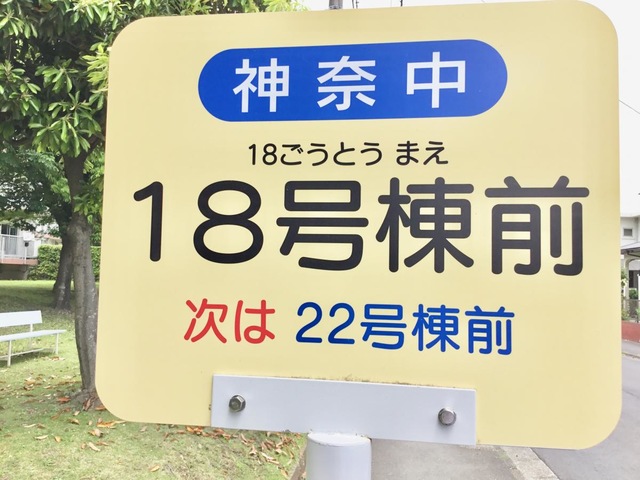 神奈中
18ごうとう まえ
18号棟前
次は 22号棟前